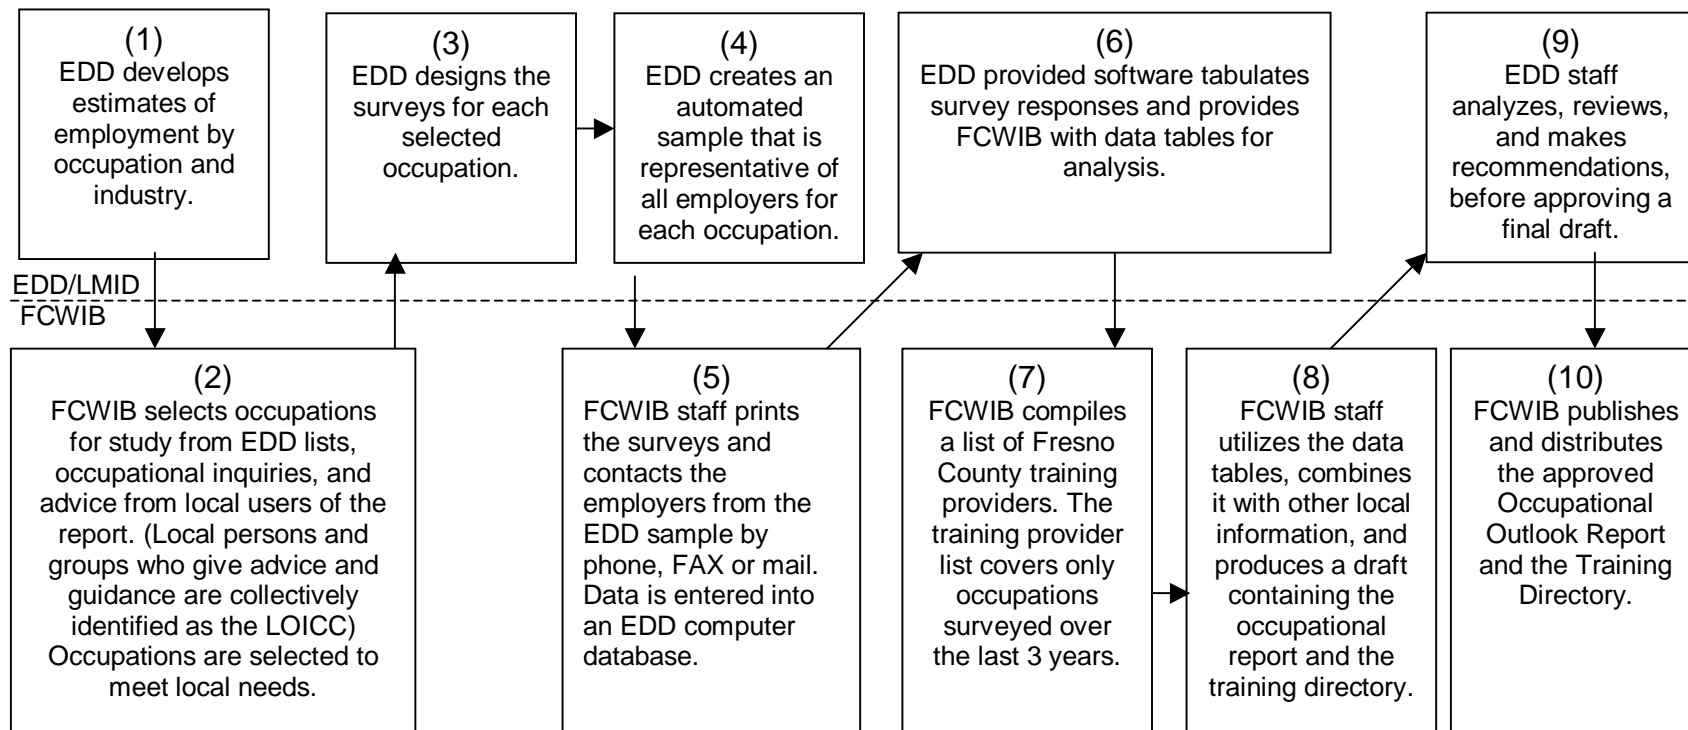 (1)
EDD develops
estimates of
employment by
occupation and
industry.
(3)
EDD designs the
surveys for each
selected
occupation.
(4)
EDD creates an
automated
sample that is
representative of
all employers for
each occupation.
(6)
EDD provided software tabulates
survey responses and provides
FCWIB with data tables for
analysis.
(9)
EDD staff
analyzes, reviews,
and makes
recommendations,
before approving a
final draft.
EDD/LMID
FCWIB
(2)
FCWIB selects occupations
for study from EDD lists,
occupational inquiries, and
advice from local users of the
report. (Local persons and
groups who give advice and
guidance are collectively
identified as the LOICC)
Occupations are selected to
meet local needs.
(5)
FCWIB staff prints
the surveys and
contacts the
employers from the
EDD sample by
phone, FAX or mail.
Data is entered into
an EDD computer
database.
(7)
FCWIB compiles
a list of Fresno
County training
providers. The
training provider
list covers only
occupations
surveyed over
the last 3 years.
(8)
FCWIB staff
utilizes the data
tables, combines
it with other local
information, and
produces a draft
containing the
occupational
report and the
training directory.
(10)
FCWIB publishes
and distributes
the approved
Occupational
Outlook Report
and the Training
Directory.